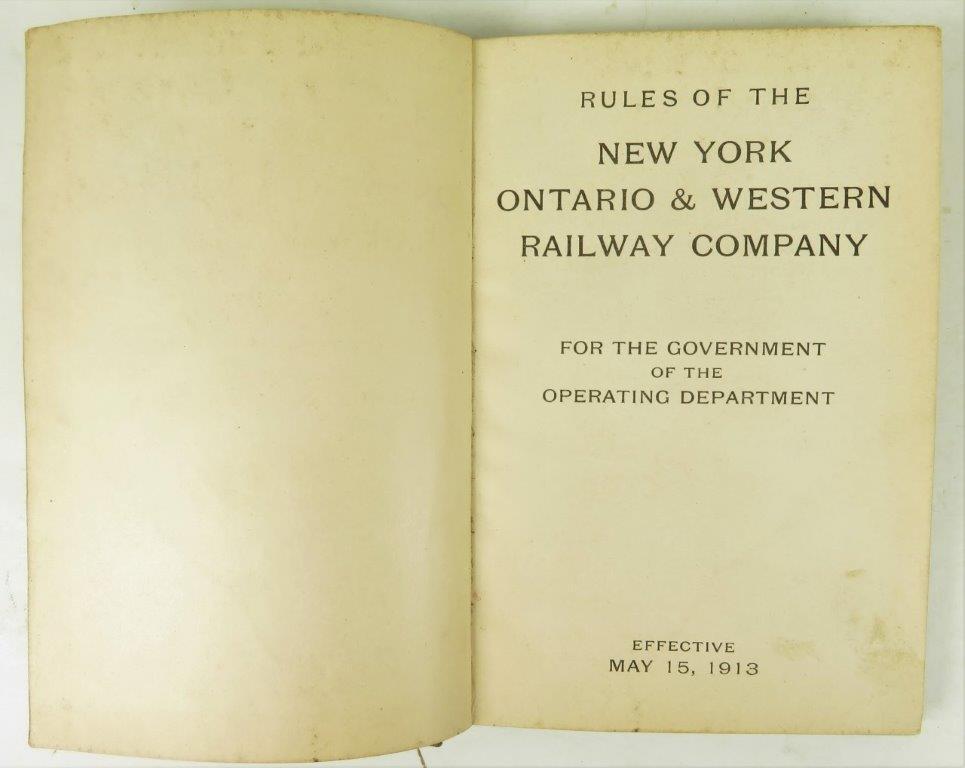 RULES OF THE
NEW YORK
ONTARIO & WESTERN
RAILWAY COMPANY
FOR THE GOVERNMENT
OF THE
OPERATING DEPARTMENT
EFFECTIVE
MAY 15, 1913